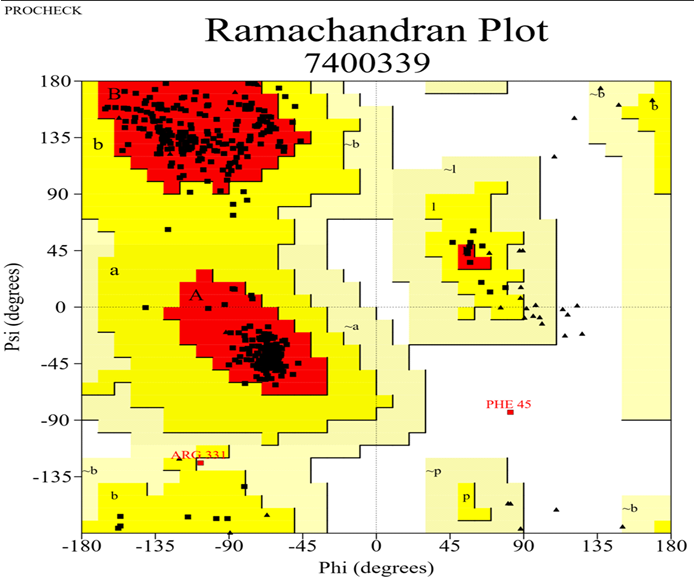 PROCHECK
Ramachandran Plot
7400339
180
B
~b
b
135
b
~b
90
~l
l
45
a
A
0
~a
-45
-90
PHE 45
ARG 331
-135
~b
~p
b
p
~b
-180
-135
-90
-45
0
45
90
135
180
Psi (degrees)
Phi (degrees)